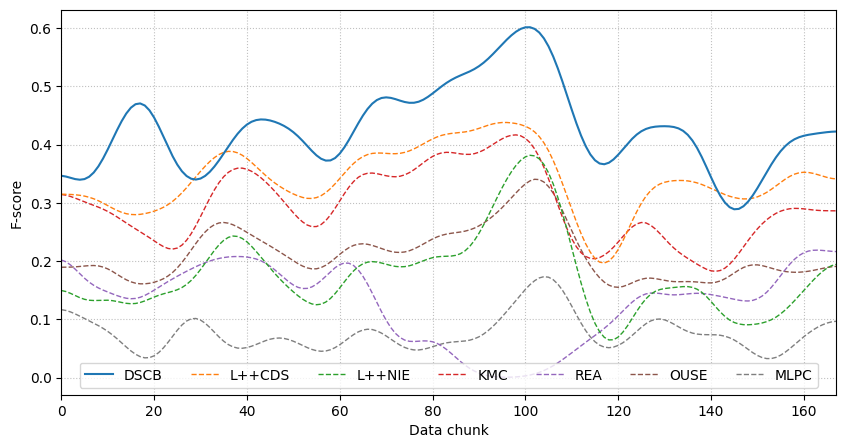 0.6
0.5
0.4
0.3
0.2
0.1
0.0
F-score
DSCB L++CDS L++NIE KMC REA OUSE MLPC
0 20 40 60 80 100 120 140 160
Data chunk